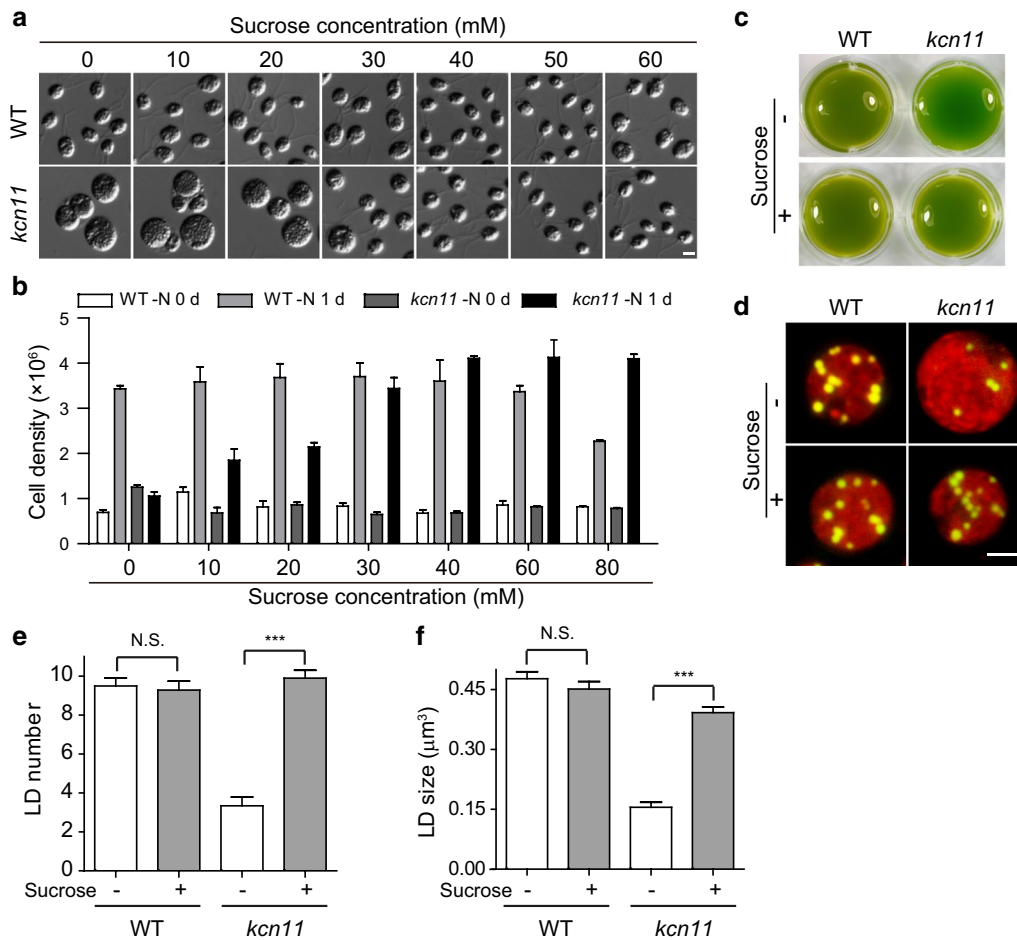 a
Sucrose concentration (mM)
0 10 20 30 40 50 60
WT
kcn11
b
WT -N 0 d WT -N 1 d kcn11 -N 0 d kcn11 -N 1 d
Cell density (×10⁶)
5
4
3
2
1
0
0 10 20 30 40 60 80
Sucrose concentration (mM)
c
WT kcn11
Sucrose
-
+
d
WT kcn11
Sucrose
-
+
e
N.S.
***
LD number
10
8
6
4
2
0
Sucrose - + - +
WT kcn11
f
N.S.
***
LD size (μm³)
0.45
0.30
0.15
0.00
Sucrose - + - +
WT kcn11